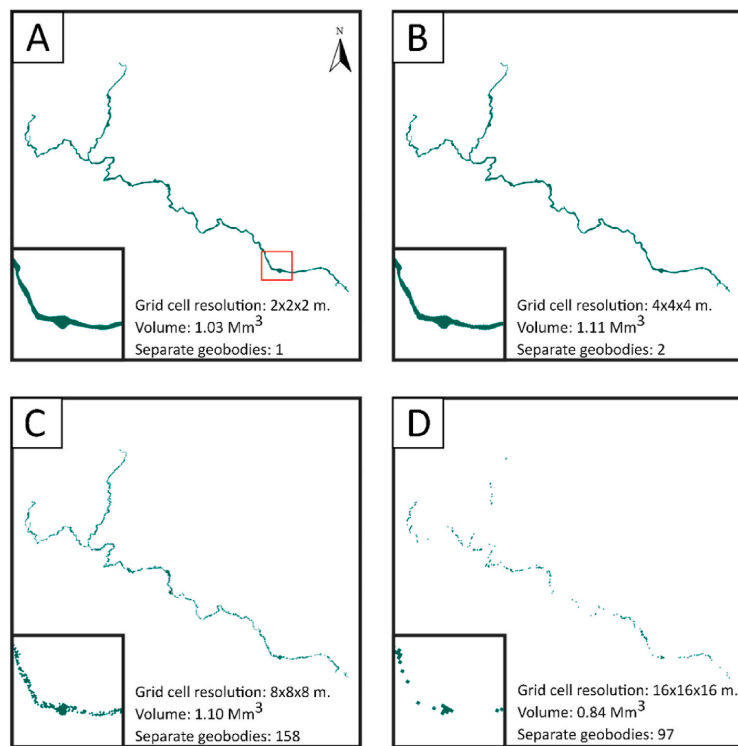 A
N
Grid cell resolution: 2x2x2 m.
Volume: 1.03 Mm3
Separate geobodies: 1
B
Grid cell resolution: 4x4x4 m.
Volume: 1.11 Mm3
Separate geobodies: 2
C
Grid cell resolution: 8x8x8 m.
Volume: 1.10 Mm3
Separate geobodies: 158
D
Grid cell resolution: 16x16x16 m.
Volume: 0.84 Mm3
Separate geobodies: 97